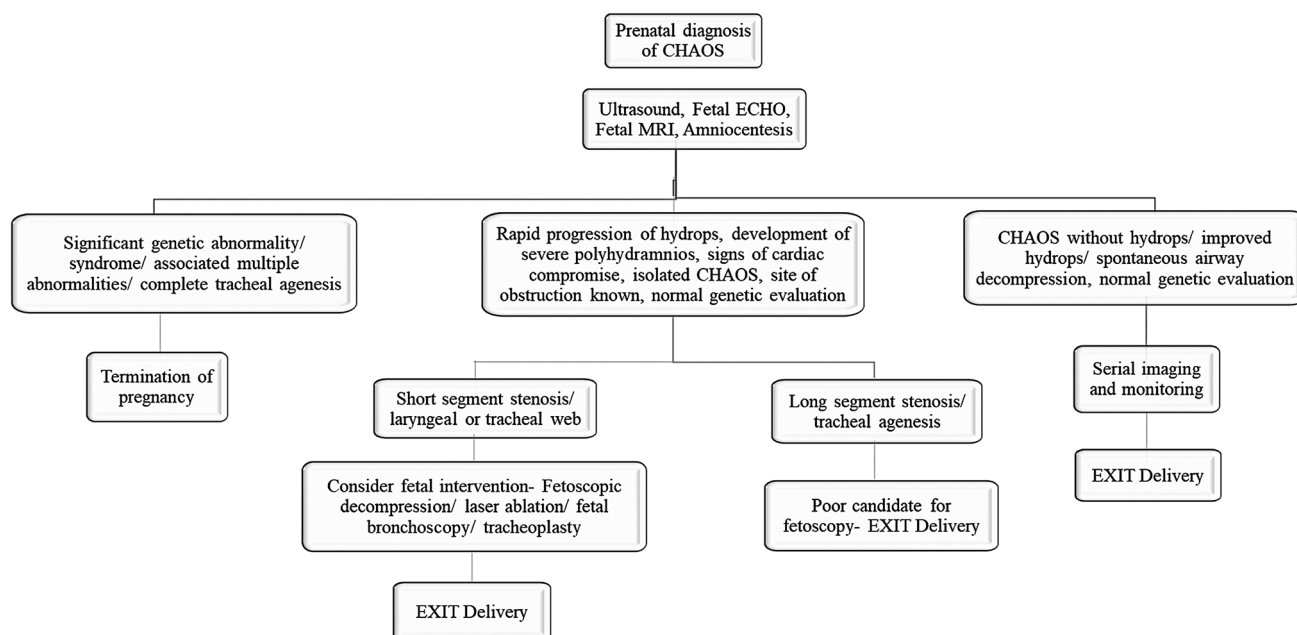 Prenatal diagnosis
of CHAOS
Ultrasound, Fetal ECHO,
Fetal MRI, Amniocentesis
Significant genetic abnormality/
syndrome/ associated multiple
abnormalities/ complete tracheal agenesis
Termination of
pregnancy
Rapid progression of hydrops, development of
severe polyhydramnios, signs of cardiac
compromise, isolated CHAOS, site of
obstruction known, normal genetic evaluation
Short segment stenosis/
laryngeal or tracheal web
Consider fetal intervention- Fetoscopic
decompression/ laser ablation/ fetal
bronchoscopy/ tracheoplasty
EXIT Delivery
Long segment stenosis/
tracheal agenesis
Poor candidate for
fetoscopy- EXIT Delivery
CHAOS without hydrops/ improved
hydrops/ spontaneous airway
decompression, normal genetic evaluation
Serial imaging
and monitoring
EXIT Delivery